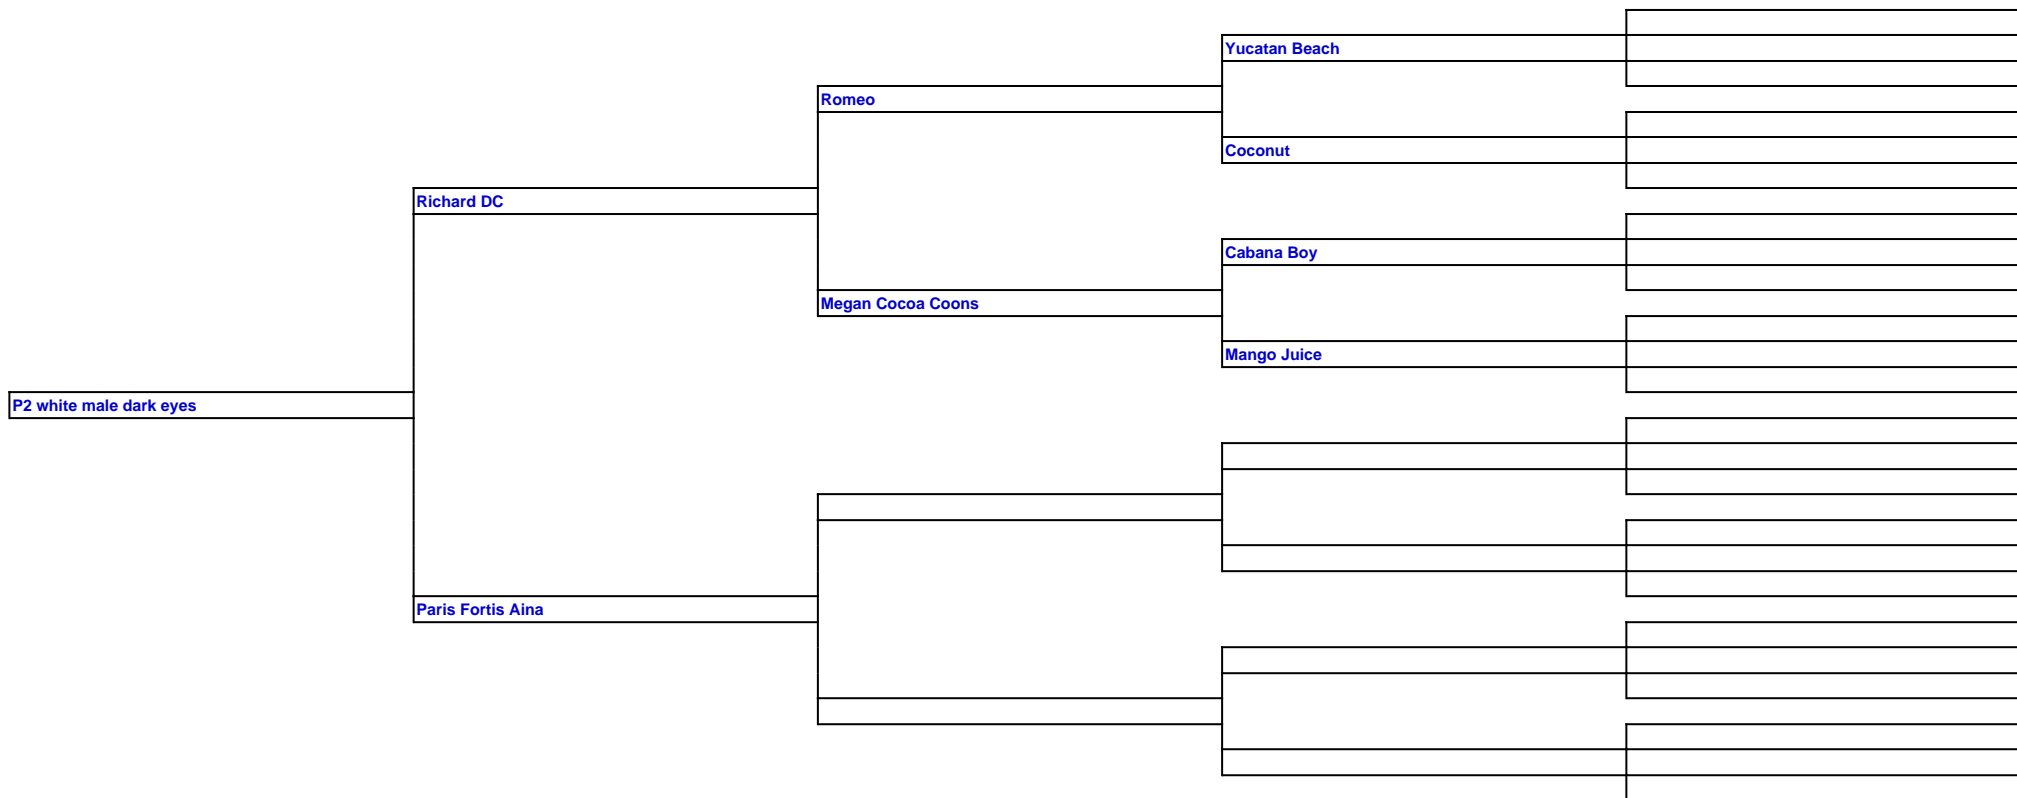 Yucatan Beach
Romeo
Coconut
Richard DC
Cabana Boy
Megan Cocoa Coons
Mango Juice
P2 white male dark eyes
Paris Fortis Aina